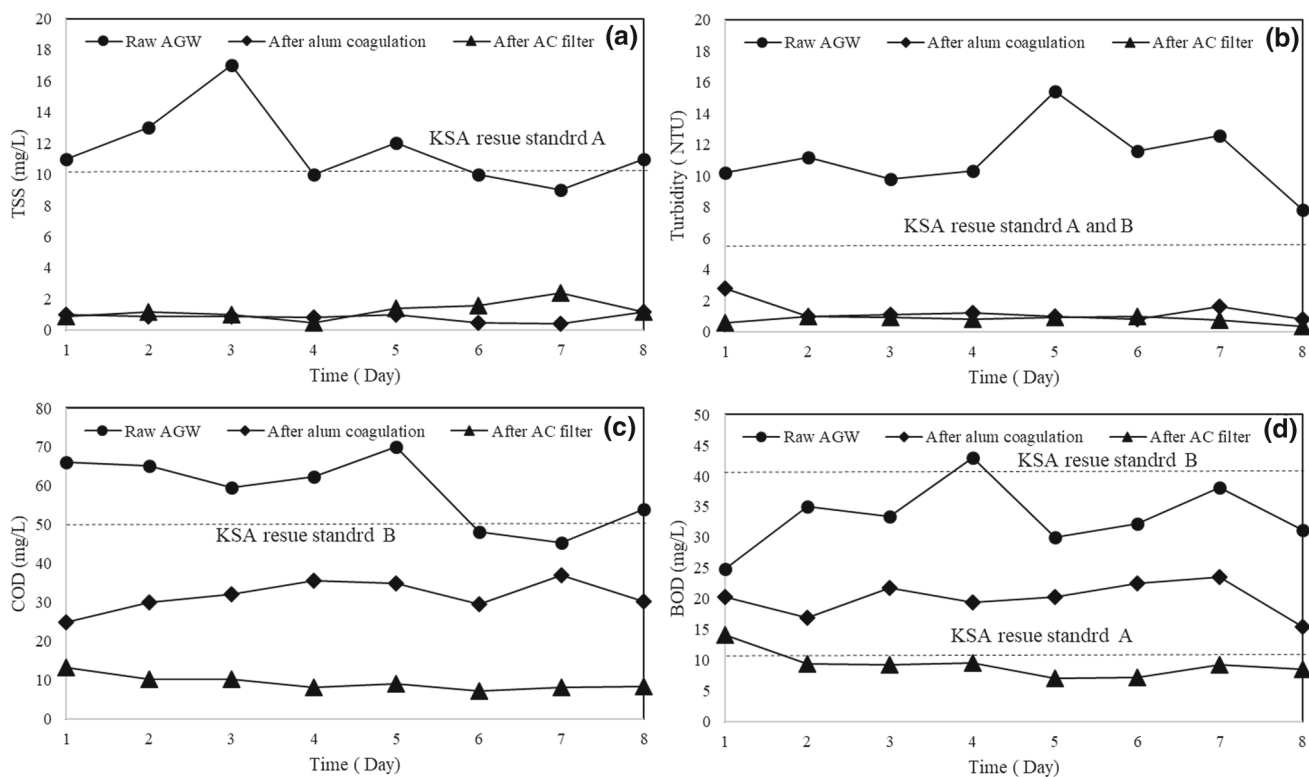 (a)
Raw AGW After alum coagulation After AC filter
KSA resue standrd A
TSS (mg/L)
20
18
16
14
12
10
8
6
4
2
0
1 2 3 4 5 6 7 8
Time ( Day)
(b)
Raw AGW After alum coagulation After AC filter
KSA resue standrd A and B
Turbidity ( NTU)
20
18
16
14
12
10
8
6
4
2
0
1 2 3 4 5 6 7 8
Time ( Day)
(c)
Raw AGW After alum coagulation After AC filter
KSA resue standrd B
COD (mg/L)
80
70
60
50
40
30
20
10
0
1 2 3 4 5 6 7 8
Time ( Day)
(d)
Raw AGW After alum coagulation After AC filter
KSA resue standrd B
KSA resue standrd A
BOD (mg/L)
50
45
40
35
30
25
20
15
10
5
0
1 2 3 4 5 6 7 8
Time ( Day)